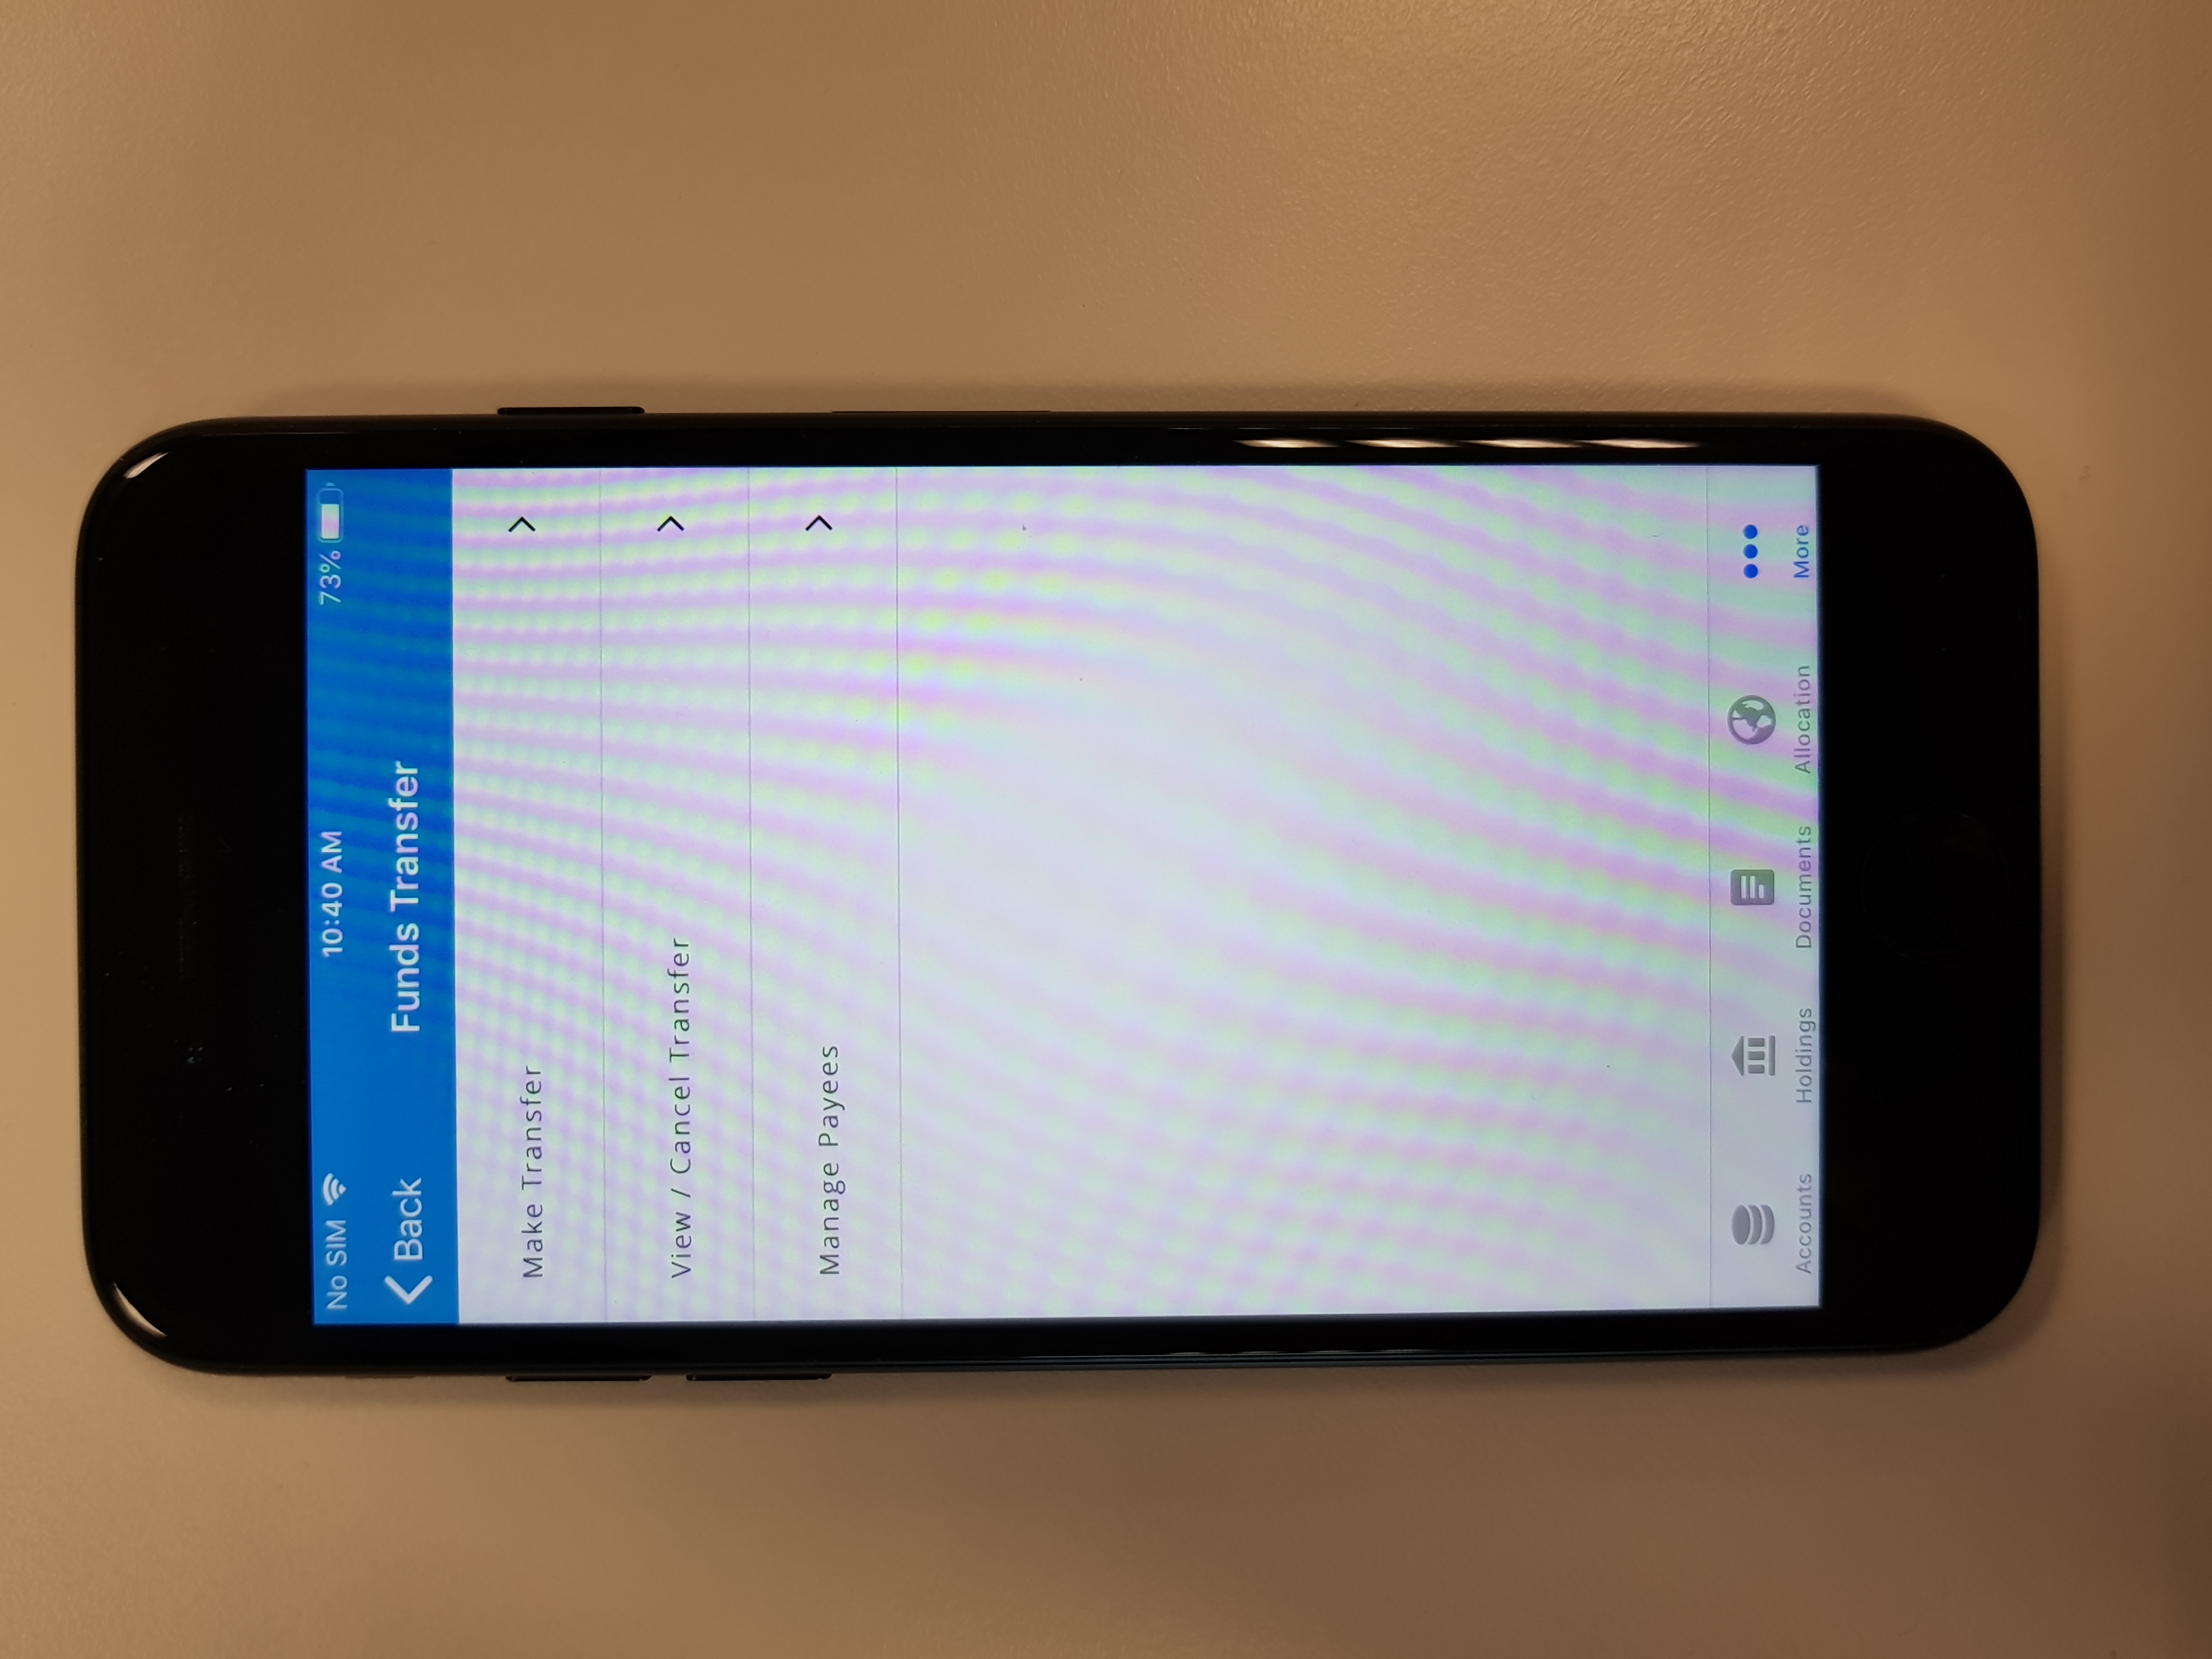 No SIM 10:40 AM 73%
Back Funds Transfer
Make Transfer
View / Cancel Transfer
Manage Payees
Accounts Holdings Documents Allocation More